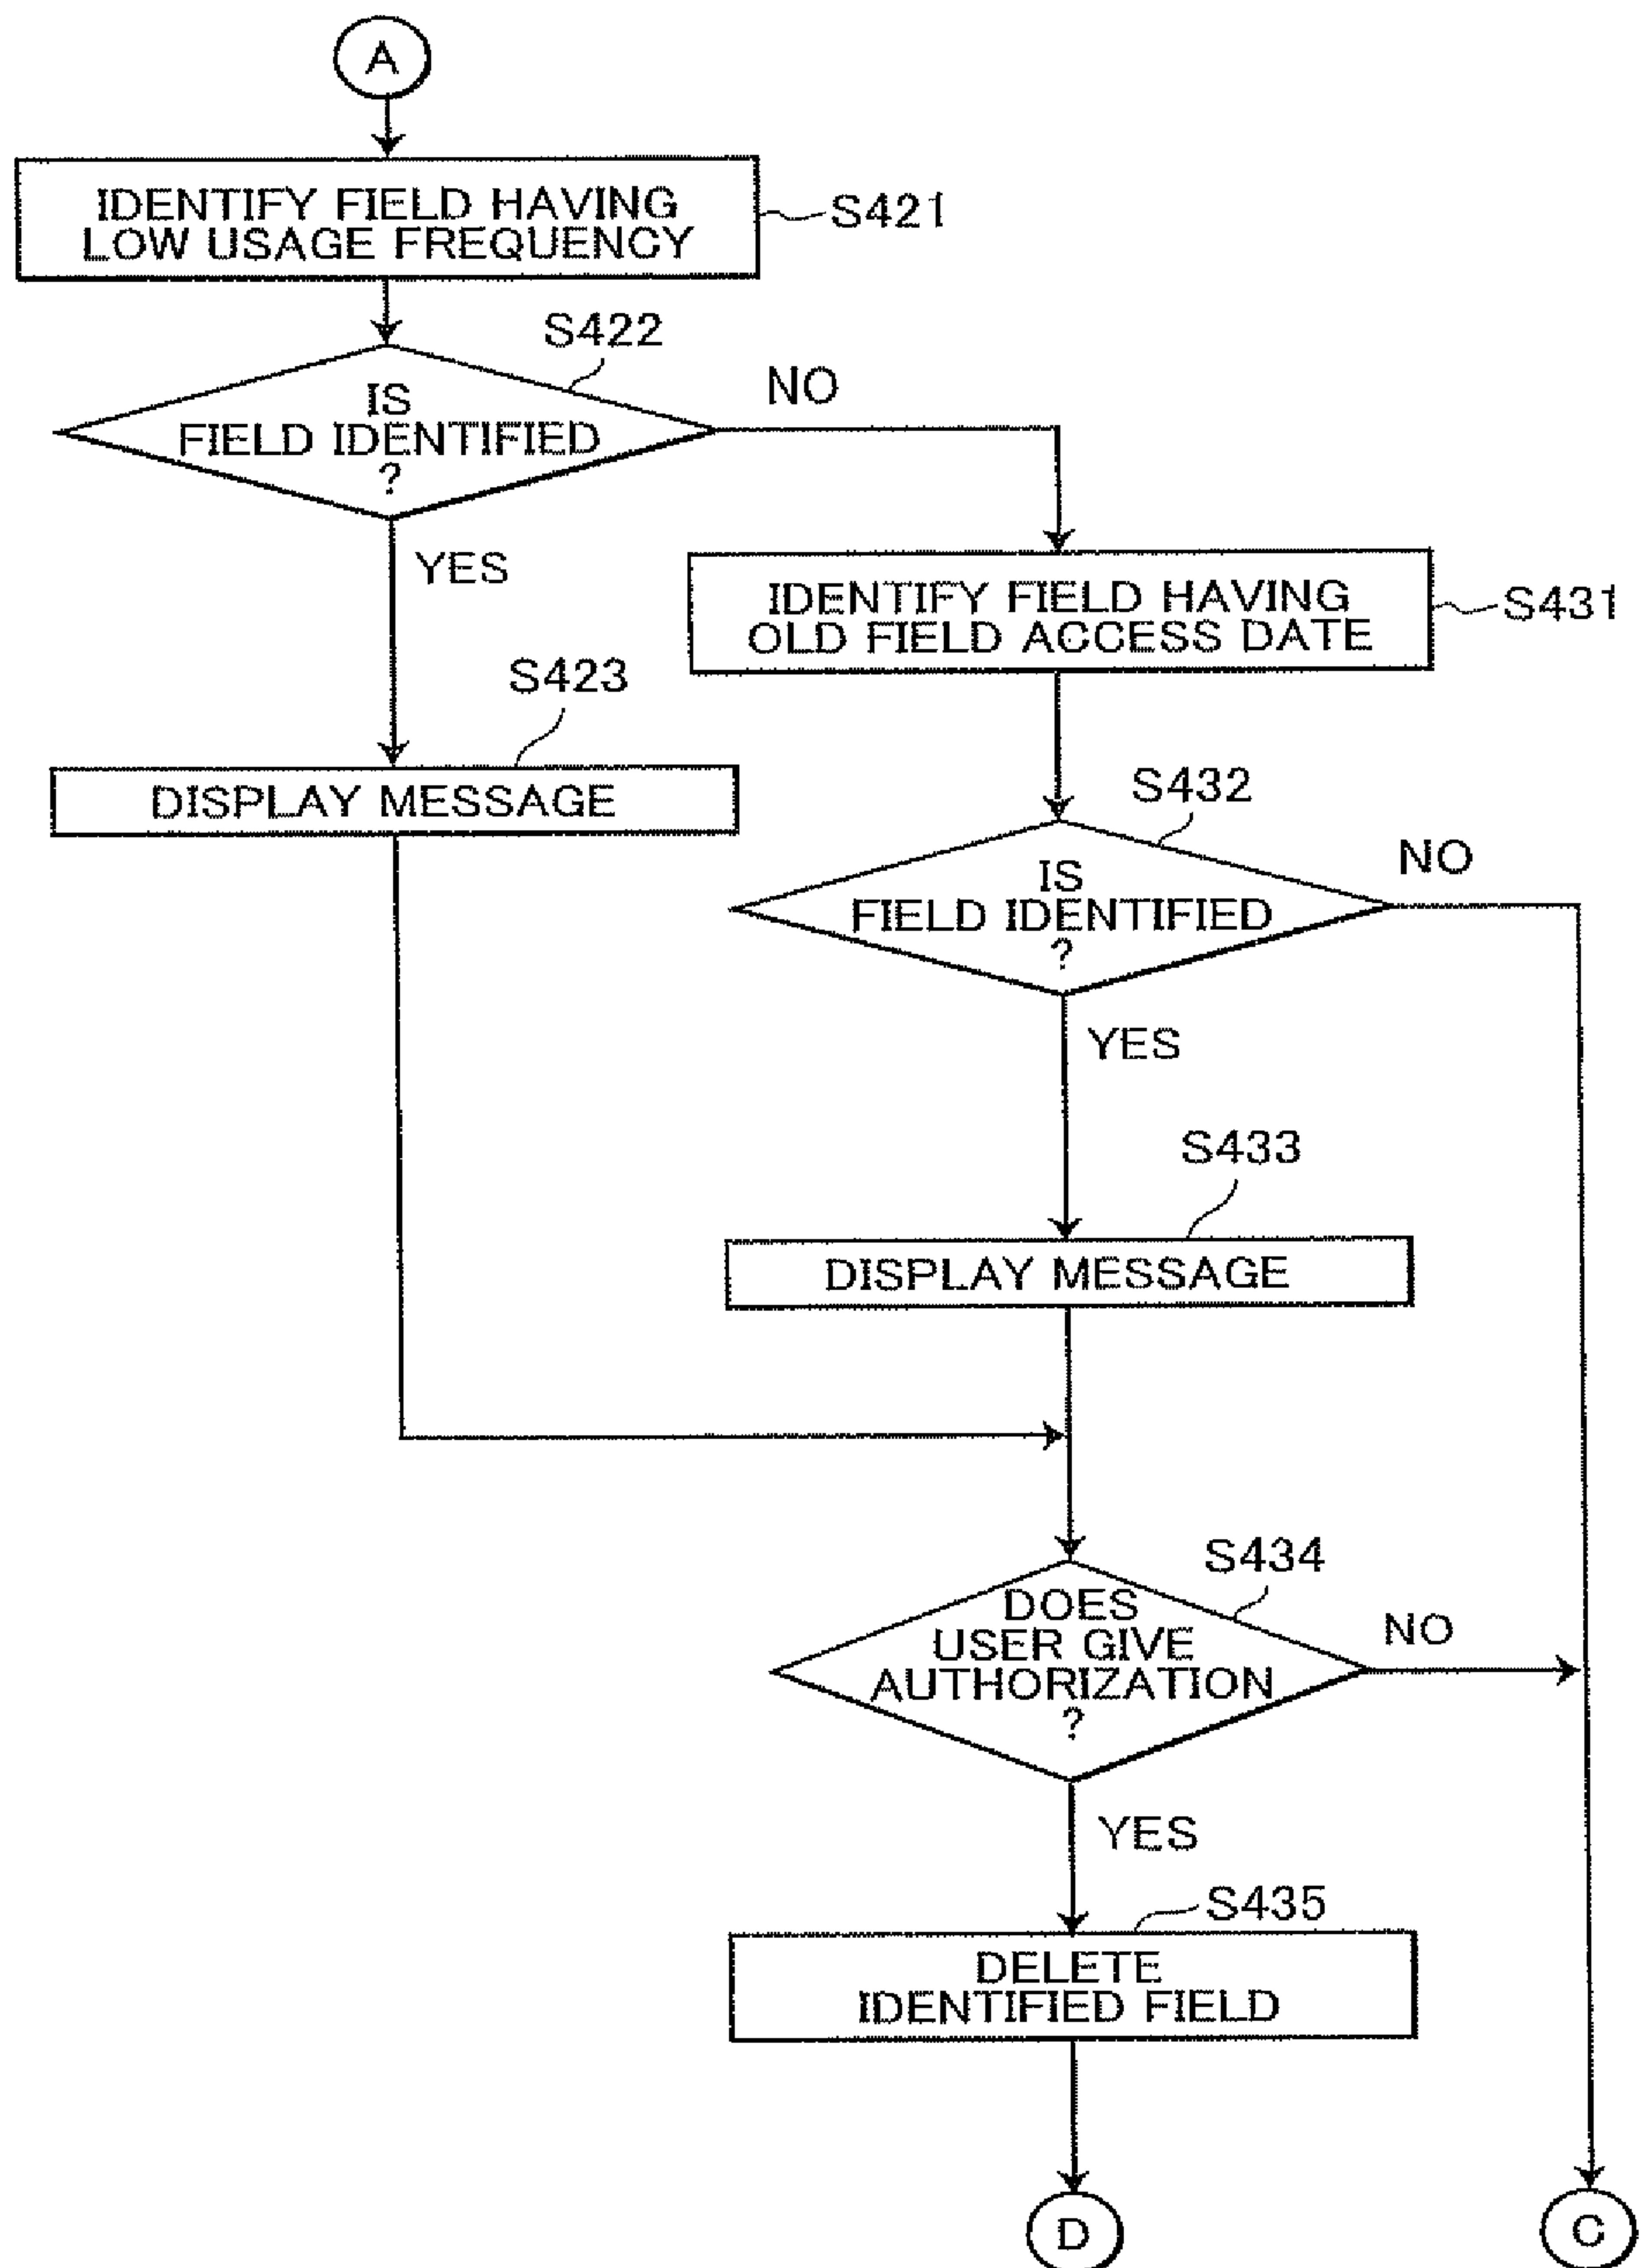 A
IDENTIFY FIELD HAVING
LOW USAGE FREQUENCY
S421
S422
IS
FIELD IDENTIFIED
?
NO
YES
IDENTIFY FIELD HAVING
OLD FIELD ACCESS DATE
S431
S423
DISPLAY MESSAGE
S432
IS
FIELD IDENTIFIED
?
NO
YES
S433
DISPLAY MESSAGE
S434
DOES
USER GIVE
AUTHORIZATION
?
NO
YES
S435
DELETE
IDENTIFIED FIELD
D
C